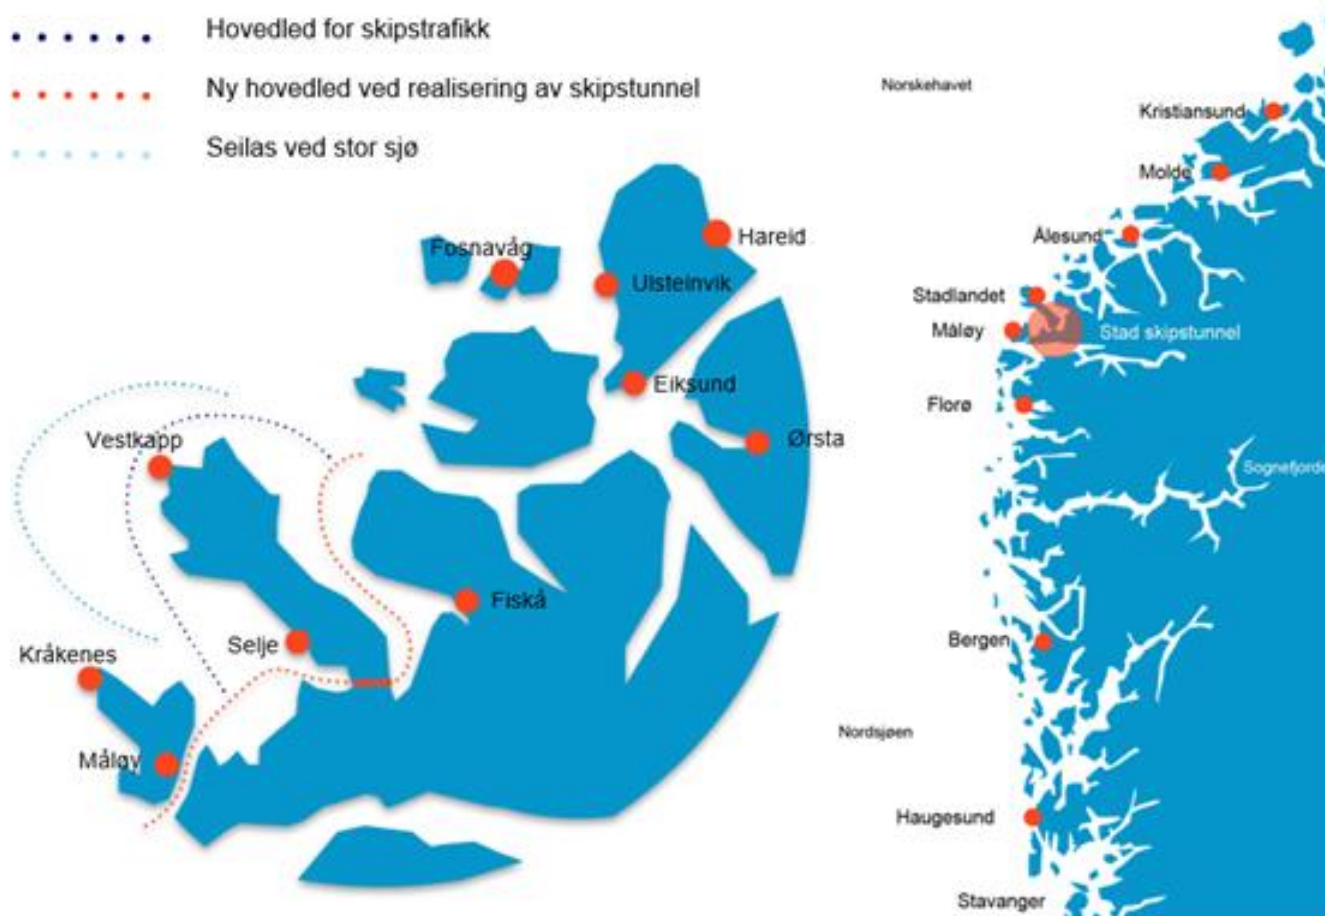 Hovedled for skipstrafikk
Ny hovedled ved realisering av skipstunnel
Seilas ved stor sjø
Hareid
Fosnavåg
Ulsteinvik
Eiksund
Vestkapp
Ørsta
Fiskå
Selje
Kråkenes
Måløy
Norskehavet
Kristiansund
Molde
Ålesund
Stadlandet
Måløy
Stad skipstunnel
Florø
Sognefjorde
Bergen
Nordsjøen
Haugesund
Stavanger